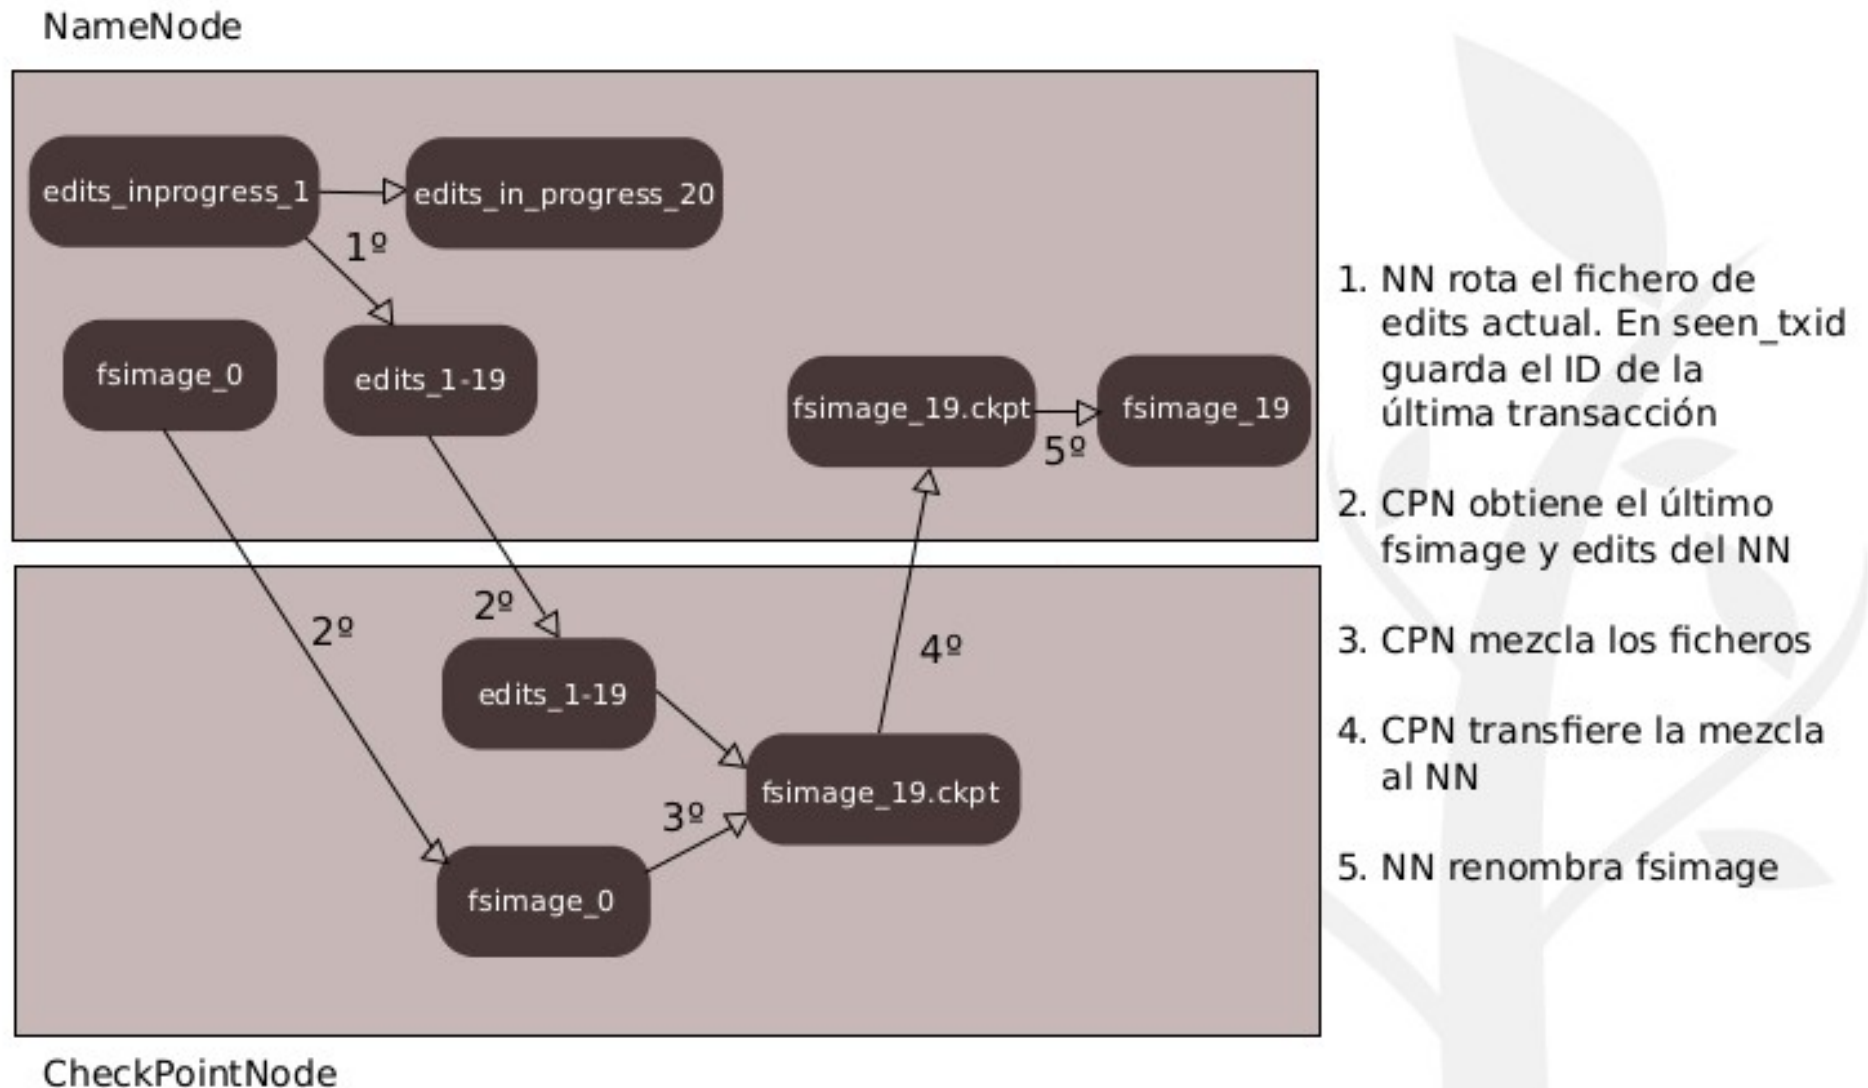 NameNode
edits_inprogress_1
edits_in_progress_20
1º
fsimage_0
edits_1-19
fsimage_19.ckpt
fsimage_19
5º
2º
2º
4º
edits_1-19
fsimage_19.ckpt
3º
fsimage_0
CheckPointNode
1. NN rota el fichero de
edits actual. En seen_txid
guarda el ID de la
última transacción
2. CPN obtiene el último
fsimage y edits del NN
3. CPN mezcla los ficheros
4. CPN transfiere la mezcla
al NN
5. NN renombra fsimage